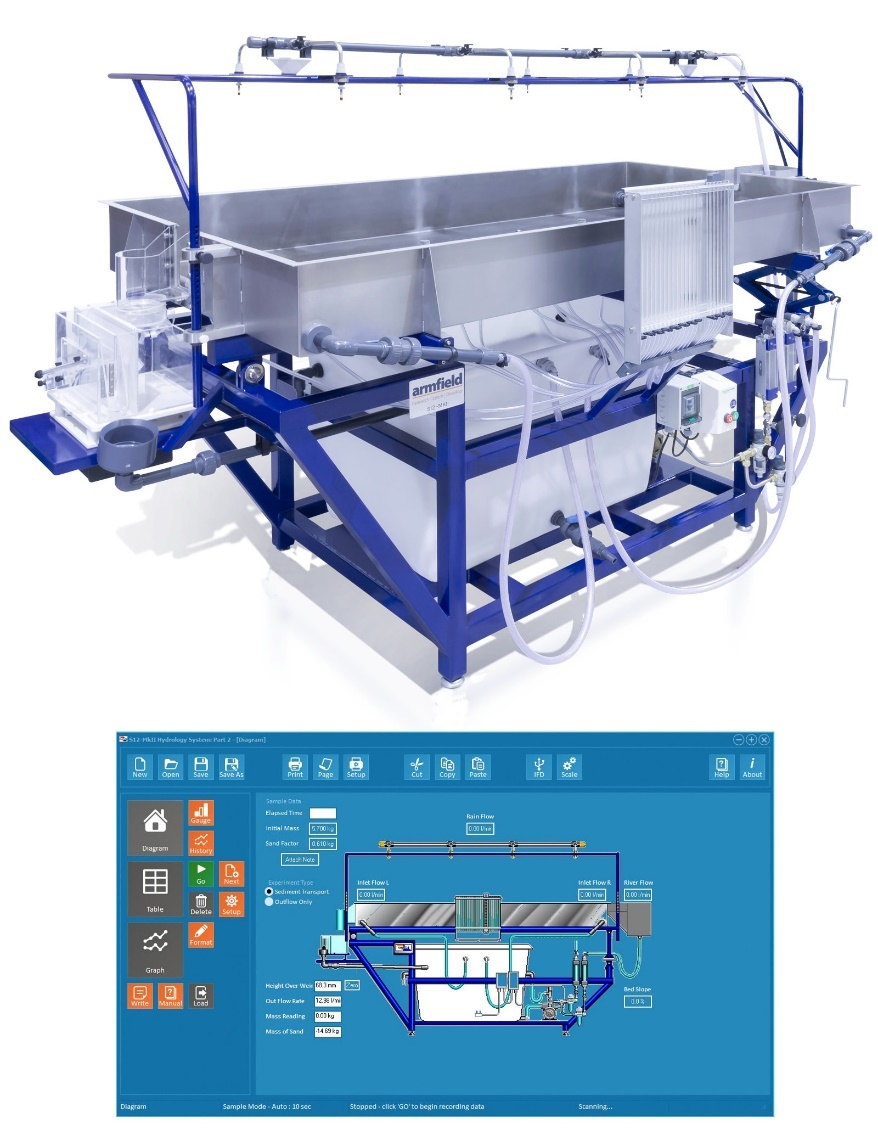 armfield
S12-MkII
S12-MkII Hydrology System: Part 2 - [Diagram]
New Open Save Save As Print Page Setup Cut Copy Paste IFD Scale Help About
Diagram
Gauge
History
Table
Go
Next
Delete
Setup
Graph
Format
Write
Manual
Load
Sample Data
Elapsed Time
Initial Mass 5.700 kg
Sand Factor 0.610 kg
Attach Note
Experiment Type
Sediment Transport
Outflow Only
Rain Flow
0.00 l/min
Inlet Flow L
0.00 l/min
Inlet Flow R
0.00 l/min
River Flow
0.00 l/min
Height Over Weir 60.3 mm Zero
Out Flow Rate
Mass Reading 0.00 kg
Mass of Sand -14.69 kg
Bed Slope
0.0 %
Diagram Sample Mode - Auto : 10 sec Stopped - click 'GO' to begin recording data Scanning...